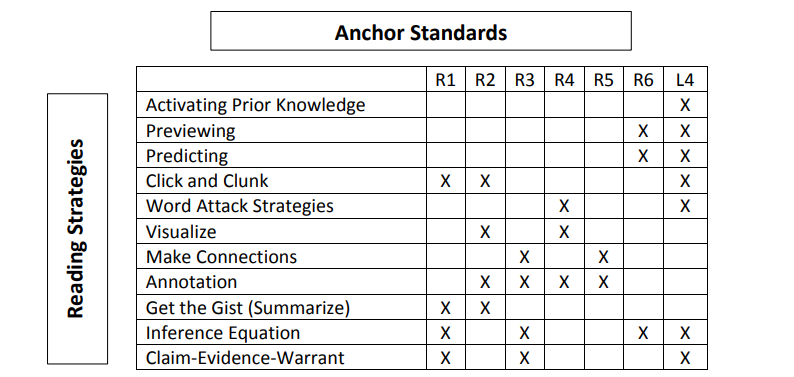 Anchor Standards
R1 R2 R3 R4 R5 R6 L4
Reading Strategies
Activating Prior Knowledge X
Previewing X X
Predicting X X
Click and Clunk X X X
Word Attack Strategies X X
Visualize X X
Make Connections X X
Annotation X X X X
Get the Gist (Summarize) X X
Inference Equation X X X X
Claim-Evidence-Warrant X X X